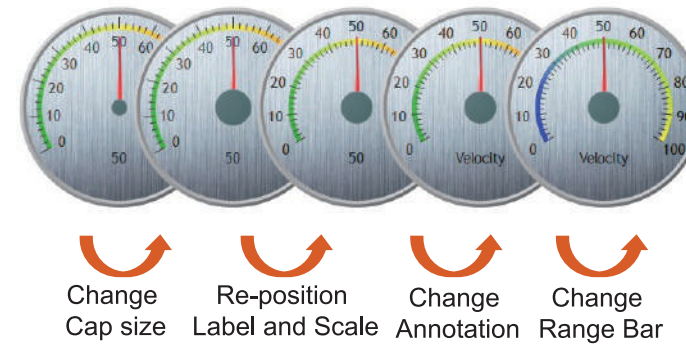 40 50 60 40 50 60 40 50 60 40 50 60 40 50 60
30 30 30 30 30 70
20 20 20 20 20 80
10 10 10 10 10 90
0 0 0 0 0 100
50 50 50 Velocity Velocity
Change Re-position Change Change
Cap size Label and Scale Annotation Range Bar